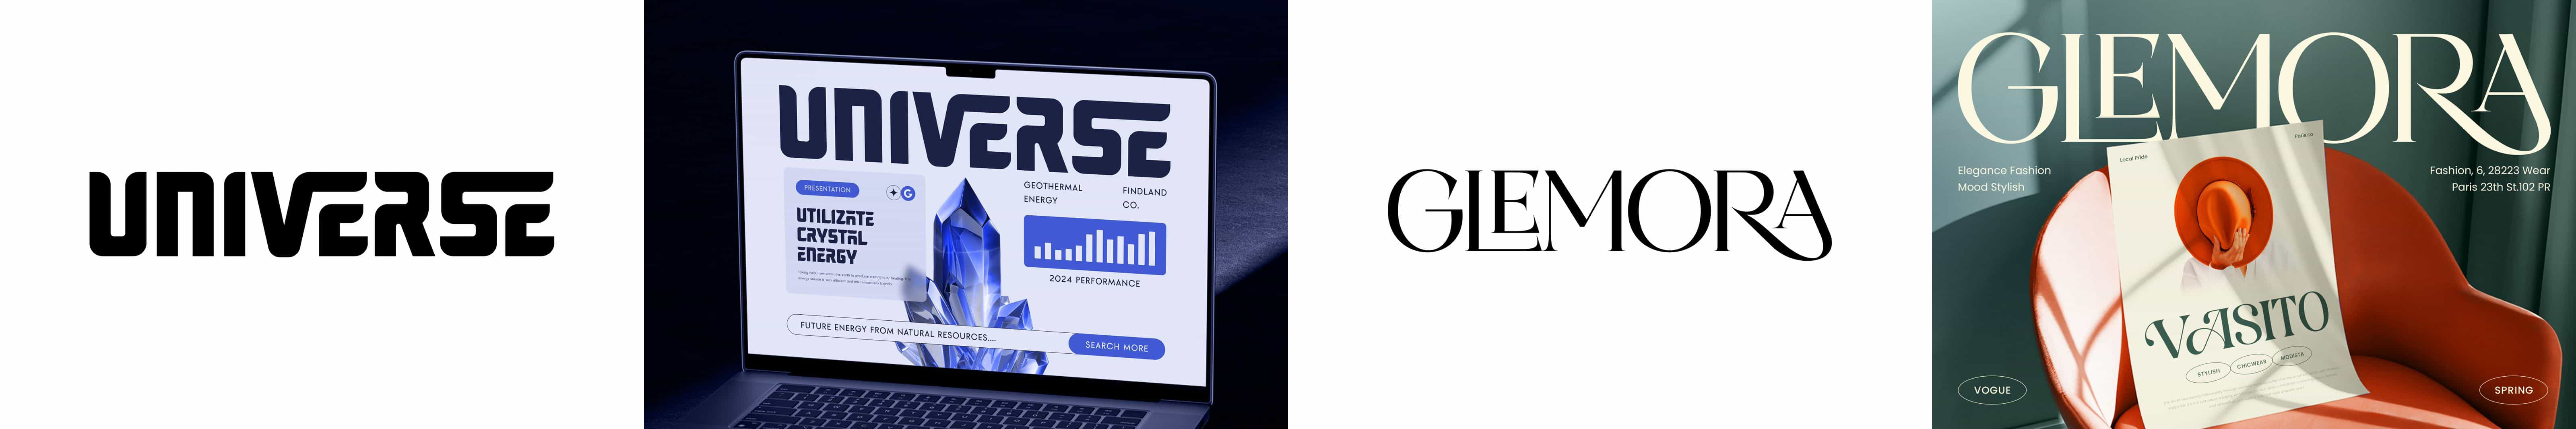 UNIVERSE
UNIVERSE
PRESENTATION
UTILIZATE
CRYSTAL
ENERGY
GEOTHERMAL
ENERGY
FINDLAND
CO.
2024 PERFORMANCE
FUTURE ENERGY FROM NATURAL RESOURCES....
SEARCH MORE
GLEMORA
GLEMORA
Elegance Fashion
Mood Stylish
Fashion, 6, 28223 Wear
Paris 23th St.102 PR
Local Pride
VASITO
STYLISH
CHICWEAR
MODISTA
VOGUE
SPRING